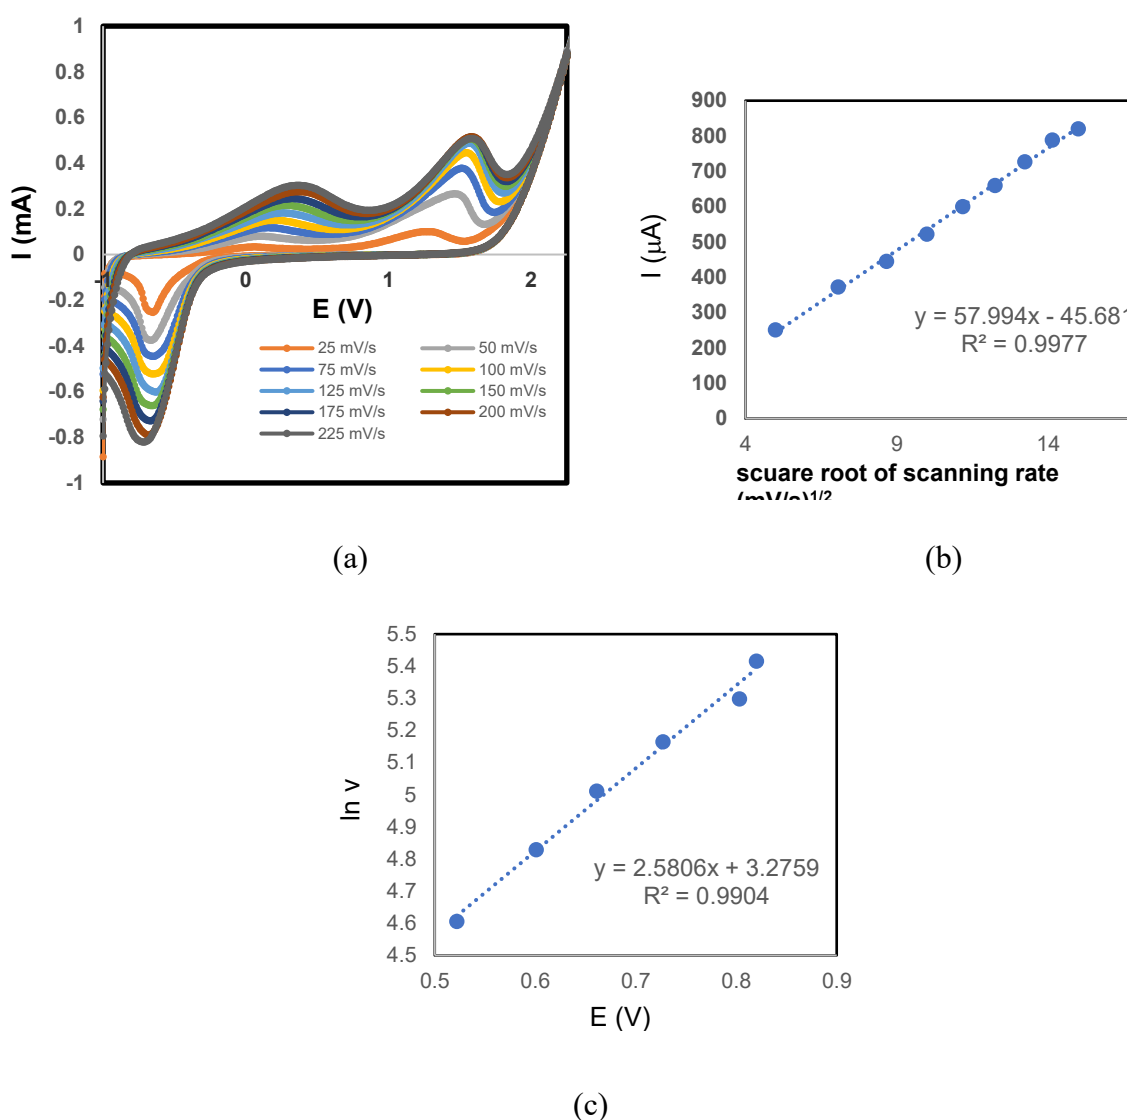 1
0.8
0.6
0.4
0.2
0
-0.2
-0.4
-0.6
-0.8
-1
I (mA)
-1 0 1 2
E (V)
25 mV/s 50 mV/s
75 mV/s 100 mV/s
125 mV/s 150 mV/s
175 mV/s 200 mV/s
225 mV/s
(a)
900
800
700
600
500
400
300
200
100
0
I (μA)
y = 57.994x - 45.681
R² = 0.9977
4 9 14
scuare root of scanning rate
(mV/s)1/2
(b)
5.5
5.4
5.3
5.2
5.1
5
4.9
4.8
4.7
4.6
4.5
ln v
y = 2.5806x + 3.2759
R² = 0.9904
0.5 0.6 0.7 0.8 0.9
E (V)
(c)